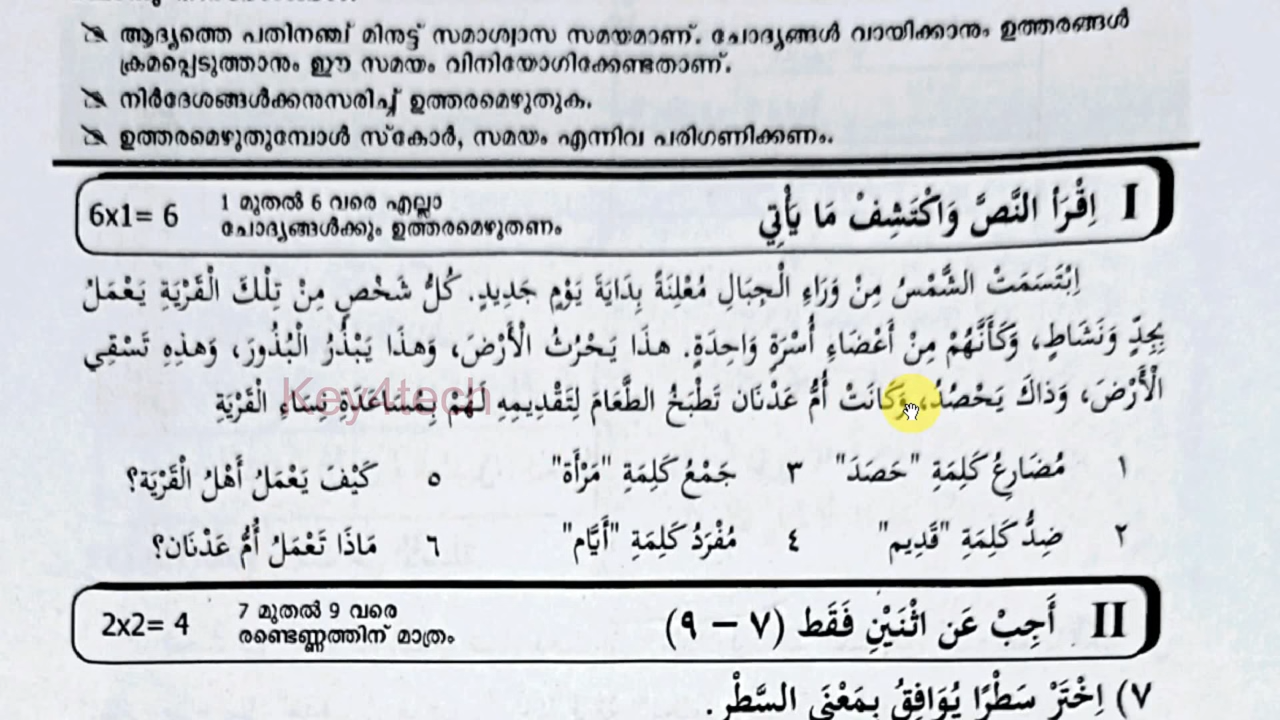 ആദ്യത്തെ പതിനഞ്ച് മിനുട്ട് സമാശ്വാസ സമയമാണ്. ചോദ്യങ്ങൾ വായിക്കാനും ഉത്തരങ്ങൾ
ക്രമപ്പെടുത്താനും ഈ സമയം വിനിയോഗിക്കേണ്ടതാണ്.
നിർദേശങ്ങൾക്കനുസരിച്ച് ഉത്തരമെഴുതുക.
ഉത്തരമെഴുതുമ്പോൾ സ്കോർ, സമയം എന്നിവ പരിഗണിക്കണം.
I اِقْرَأ النَّصَّ وَاكْتَشِفْ مَا يَأْتِي
1 മുതൽ 6 വരെ എല്ലാ
ചോദ്യങ്ങൾക്കും ഉത്തരമെഴുതണം
6x1= 6
اِبْتَسَمَتْ الشَّمْسُ مِنْ وَرَاءِ الْجِبَالِ مُعْلِنَةً بِدَايَةَ يَوْمٍ جَدِيدٍ. كُلُّ شَخْصٍ مِنْ تِلْكَ الْقَرْيَةِ يَعْمَلُ
بِجِدٍّ وَنَشَاطٍ، وَكَأَنَّهُمْ مِنْ أَعْضَاءِ أُسْرَةٍ وَاحِدَةٍ. هذَا يَحْرُثُ الْأَرْضَ، وَهذَا يَبْذُرُ الْبُذُورَ، وَهذِهِ تَسْقِي
الْأَرْضَ، وَذَاكَ يَحْصُدُ، وَكَانَتْ أُمُّ عَدْنَان تَطْبَخُ الطَّعَامَ لِتَقْدِيمِه لَهُمْ بِمُسَاعَدَةِ نِسَاءِ الْقَرْيَة
Key4tech
١ مُضَارِعُ كَلِمَةِ "حَصَدَ" ٣ جَمْعُ كَلِمَةِ "مَرْأَة" ٥ كَيْفَ يَعْمَلُ أَهْلُ الْقَرْيَة؟
٢ ضِدُّ كَلِمَةِ "قَدِيم" ٤ مُفْرَدُ كَلِمَةِ "أَيَّام" ٦ مَاذَا تَعْمَلُ أُمُّ عَدْنَان؟
II أَجِبْ عَن اثْنَيْنِ فَقَط (٧ – ٩)
7 മുതൽ 9 വരെ
രണ്ടെണ്ണത്തിന് മാത്രം
2x2= 4
٧) اِخْتَرْ سَطْرًا يُوَافِقُ بِمَعْنَى السَّطْرِ.